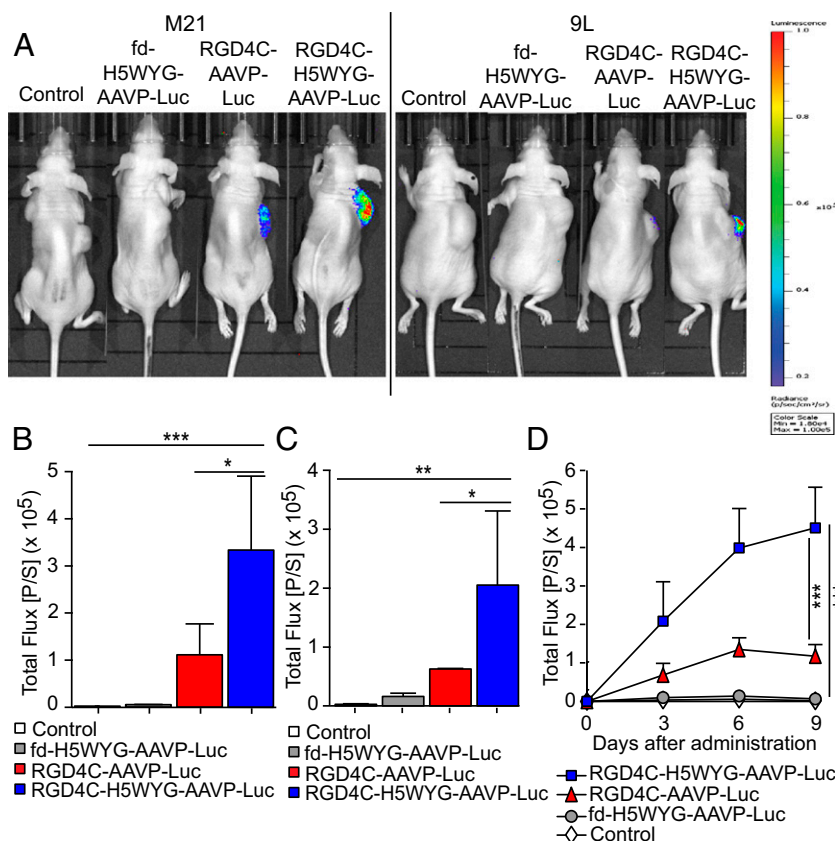 A
M21
9L
Control
fd-
H5WYG-
AAVP-Luc
RGD4C-
AAVP-
Luc
RGD4C-
H5WYG-
AAVP-Luc
Control
fd-
H5WYG-
AAVP-Luc
RGD4C-
AAVP-
Luc
RGD4C-
H5WYG-
AAVP-Luc
Luminescence
1.0
0.8
0.6
0.4
0.2
Radiance
(p/sec/cm²/sr)
Color Scale
Min = 1.80e4
Max = 1.00e5
B
***
*
Total Flux [P/S] (x 10⁵)
5
4
3
2
1
0
Control
fd-H5WYG-AAVP-Luc
RGD4C-AAVP-Luc
RGD4C-H5WYG-AAVP-Luc
C
**
*
Total Flux [P/S] (x 10⁵)
4
3
2
1
0
Control
fd-H5WYG-AAVP-Luc
RGD4C-AAVP-Luc
RGD4C-H5WYG-AAVP-Luc
D
Total Flux [P/S] (x 10⁵)
6
5
4
3
2
1
0
0 3 6 9
Days after administration
***
RGD4C-H5WYG-AAVP-Luc
RGD4C-AAVP-Luc
fd-H5WYG-AAVP-Luc
Control